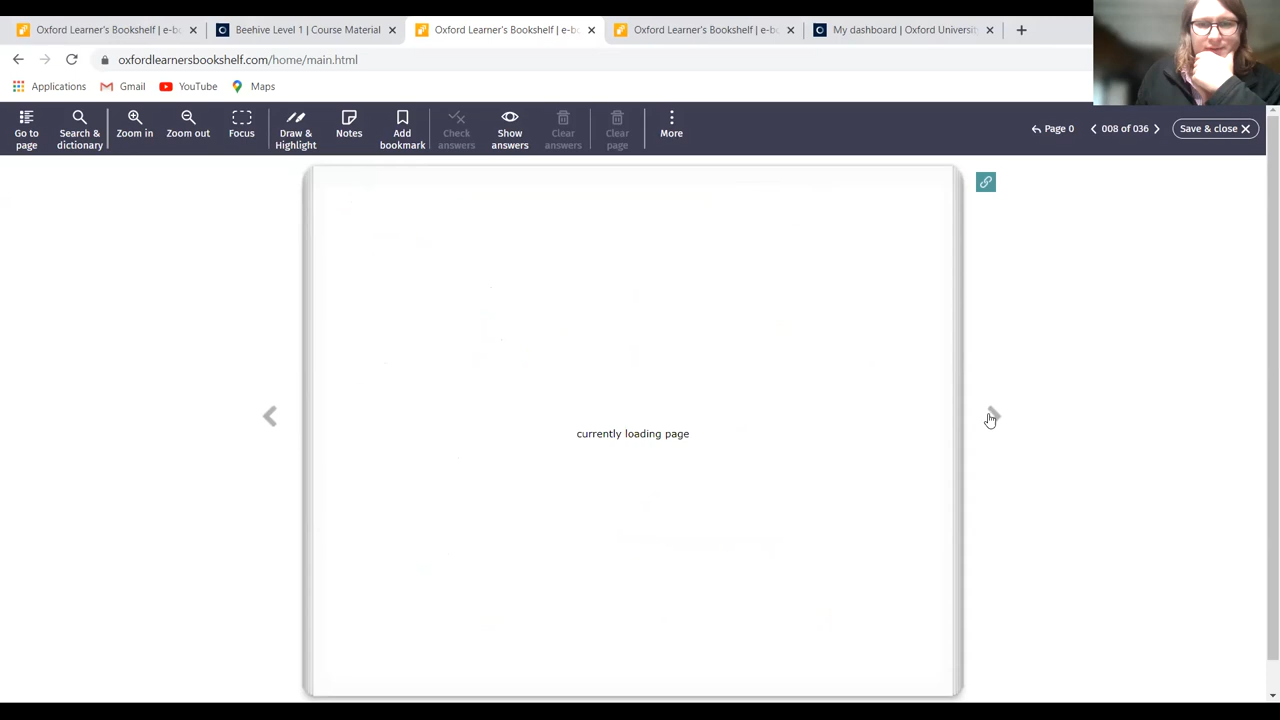 Oxford Learner's Bookshelf | e-bo
Beehive Level 1 | Course Material
Oxford Learner's Bookshelf | e-bo
Oxford Learner's Bookshelf | e-bo
My dashboard | Oxford Universit
oxfordlearnersbookshelf.com/home/main.html
Applications
Gmail
YouTube
Maps
Go to
page
Search &
dictionary
Zoom in
Zoom out
Focus
Draw &
Highlight
Notes
Add
bookmark
Check
answers
Show
answers
Clear
answers
Clear
page
More
Page 0
008 of 036
Save & close
currently loading page